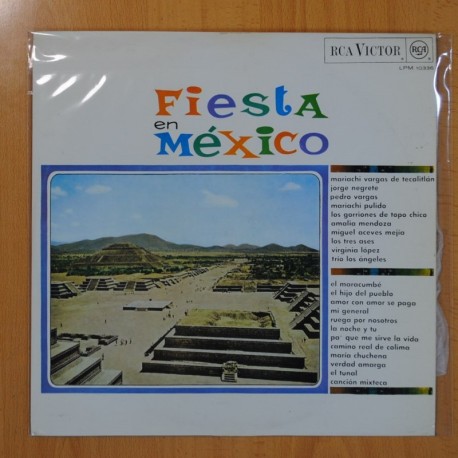 RCA VICTOR
RCA
LPM 10336
Fiesta
en
México
mariachi vargas de tecalitlán
jorge negrete
pedro vargas
mariachi pulido
los gorriones de topo chico
amalia mendoza
miguel aceves mejía
los tres ases
virginia lópez
trío los ángeles
el maracumbé
el hijo del pueblo
amor con amor se paga
mi general
ruega por nosotros
la noche y tu
pa' que me sirve la vida
camino real de colima
maría chuchena
verdad amarga
el tunal
canción mixteca